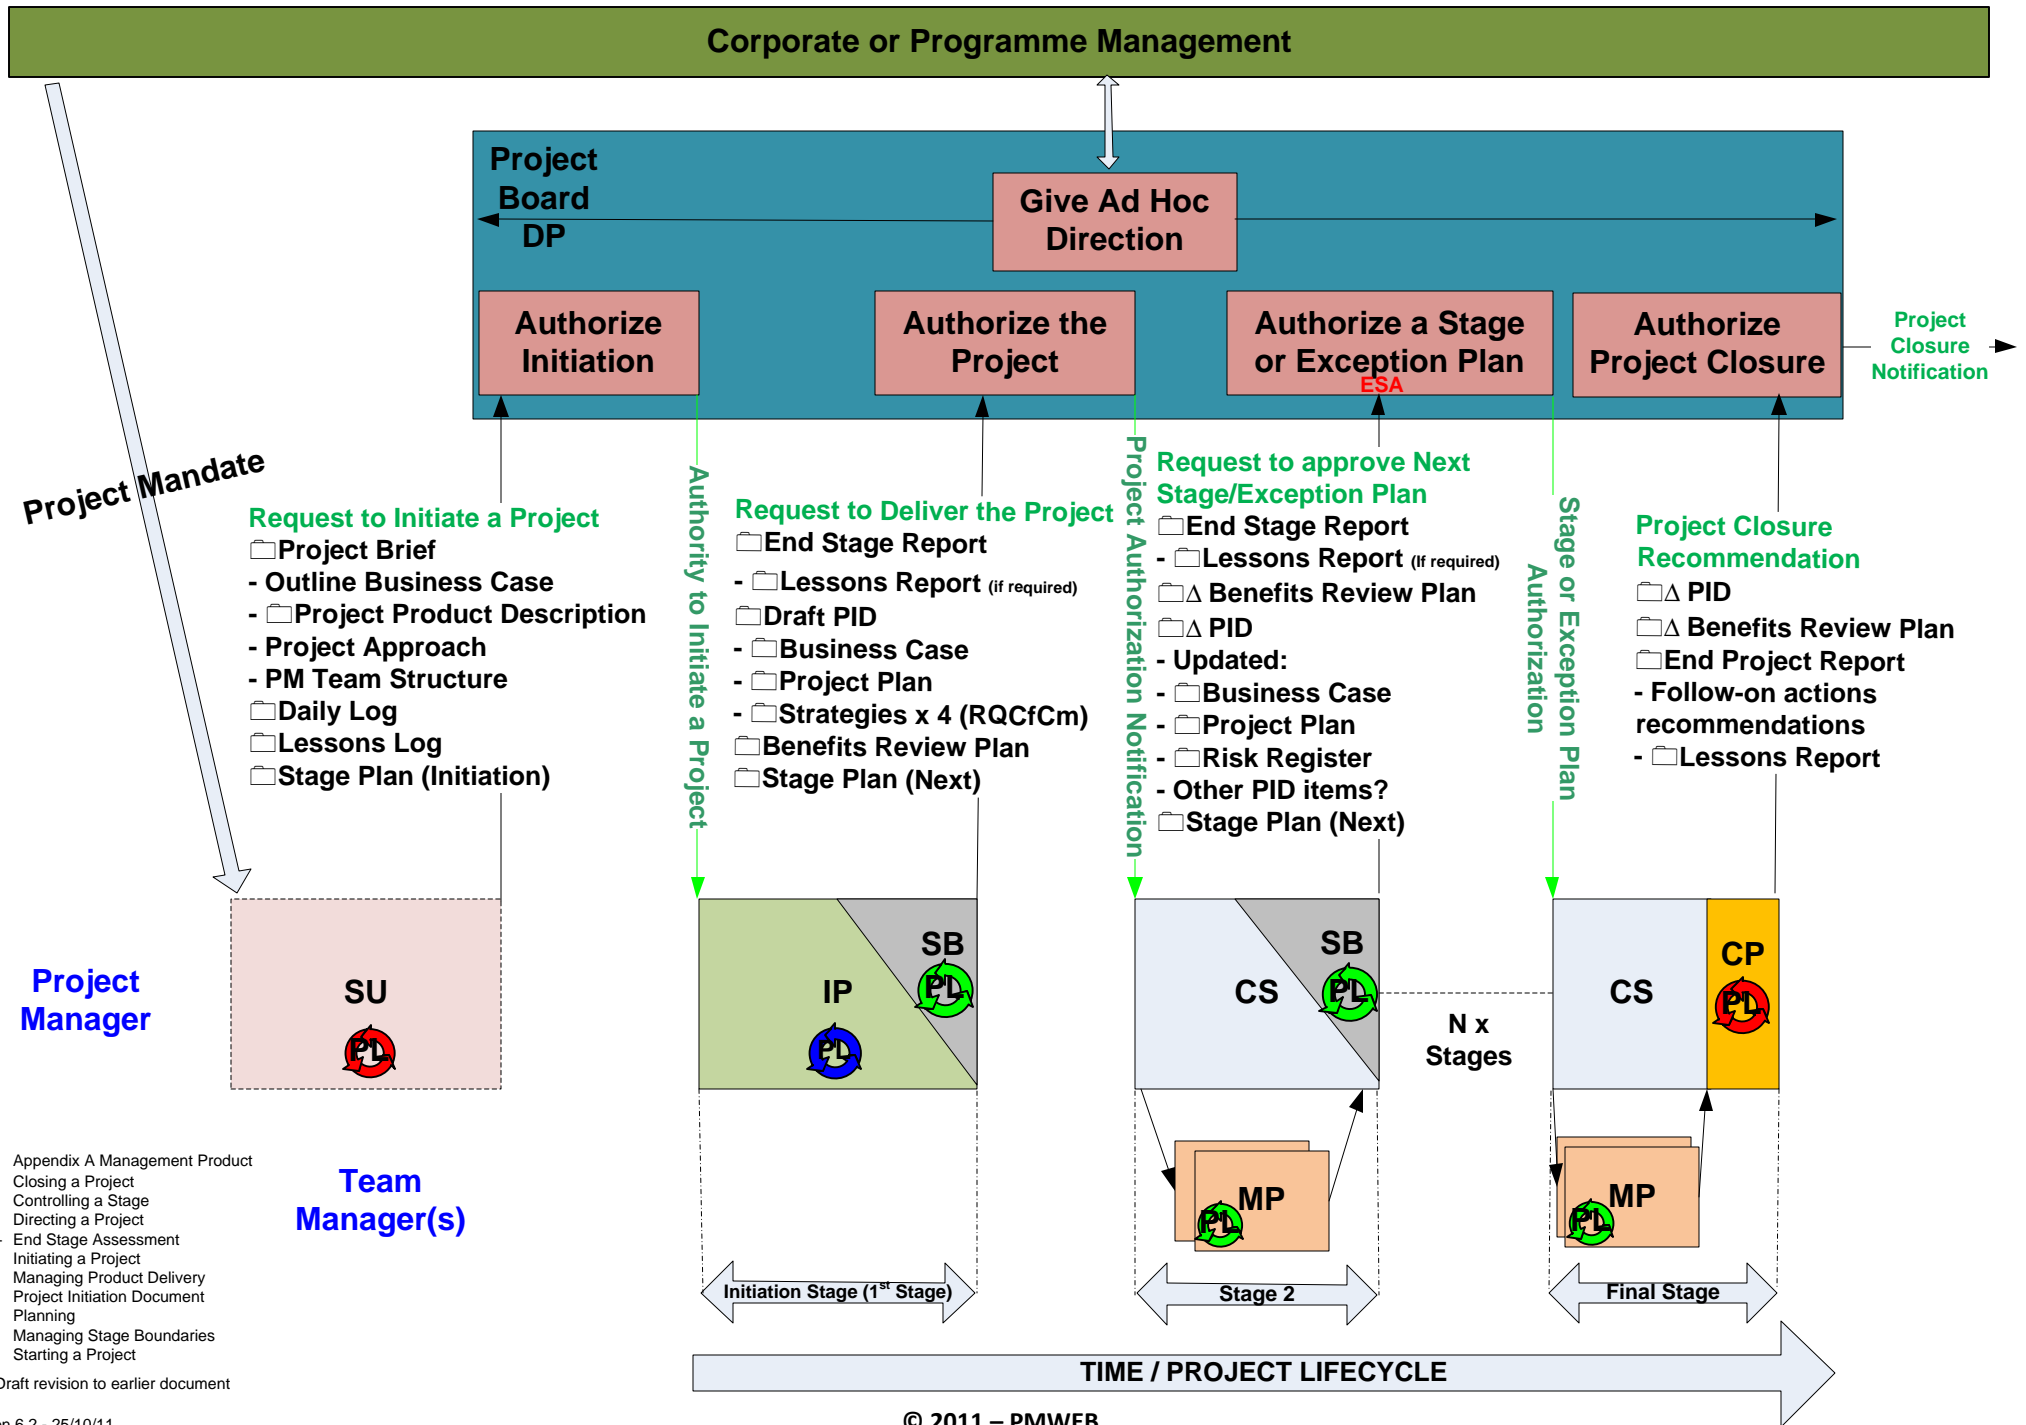 Corporate or Programme Management
Project
Board
DP
Give Ad Hoc
Direction
Authorize
Initiation
Authorize the
Project
Authorize a Stage
or Exception Plan
ESA
Authorize
Project Closure
Project
Closure
Notification
Project Mandate
Request to Initiate a Project
Project Brief
- Outline Business Case
- Project Product Description
- Project Approach
- PM Team Structure
Daily Log
Lessons Log
Stage Plan (Initiation)
Authority to Initiate a Project
Request to Deliver the Project
End Stage Report
- Lessons Report (if required)
Draft PID
- Business Case
- Project Plan
- Strategies x 4 (RQCfCm)
Benefits Review Plan
Stage Plan (Next)
Project Authorization Notification
Request to approve Next
Stage/Exception Plan
End Stage Report
- Lessons Report (If required)
Δ Benefits Review Plan
Δ PID
- Updated:
- Business Case
- Project Plan
- Risk Register
- Other PID items?
Stage Plan (Next)
Stage or Exception Plan
Authorization
Project Closure
Recommendation
Δ PID
Δ Benefits Review Plan
End Project Report
- Follow-on actions
recommendations
- Lessons Report
Project
Manager
SU
PL
IP
PL
SB
PL
CS
SB
PL
N x
Stages
CS
CP
PL
Team
Manager(s)
MP
PL
MP
PL
Appendix A Management Product
Closing a Project
Controlling a Stage
Directing a Project
- End Stage Assessment
Initiating a Project
Managing Product Delivery
Project Initiation Document
Planning
Managing Stage Boundaries
Starting a Project
Draft revision to earlier document
Initiation Stage (1st Stage)
Stage 2
Final Stage
TIME / PROJECT LIFECYCLE
6.2 - 25/10/11
© 2011 – PMWEB